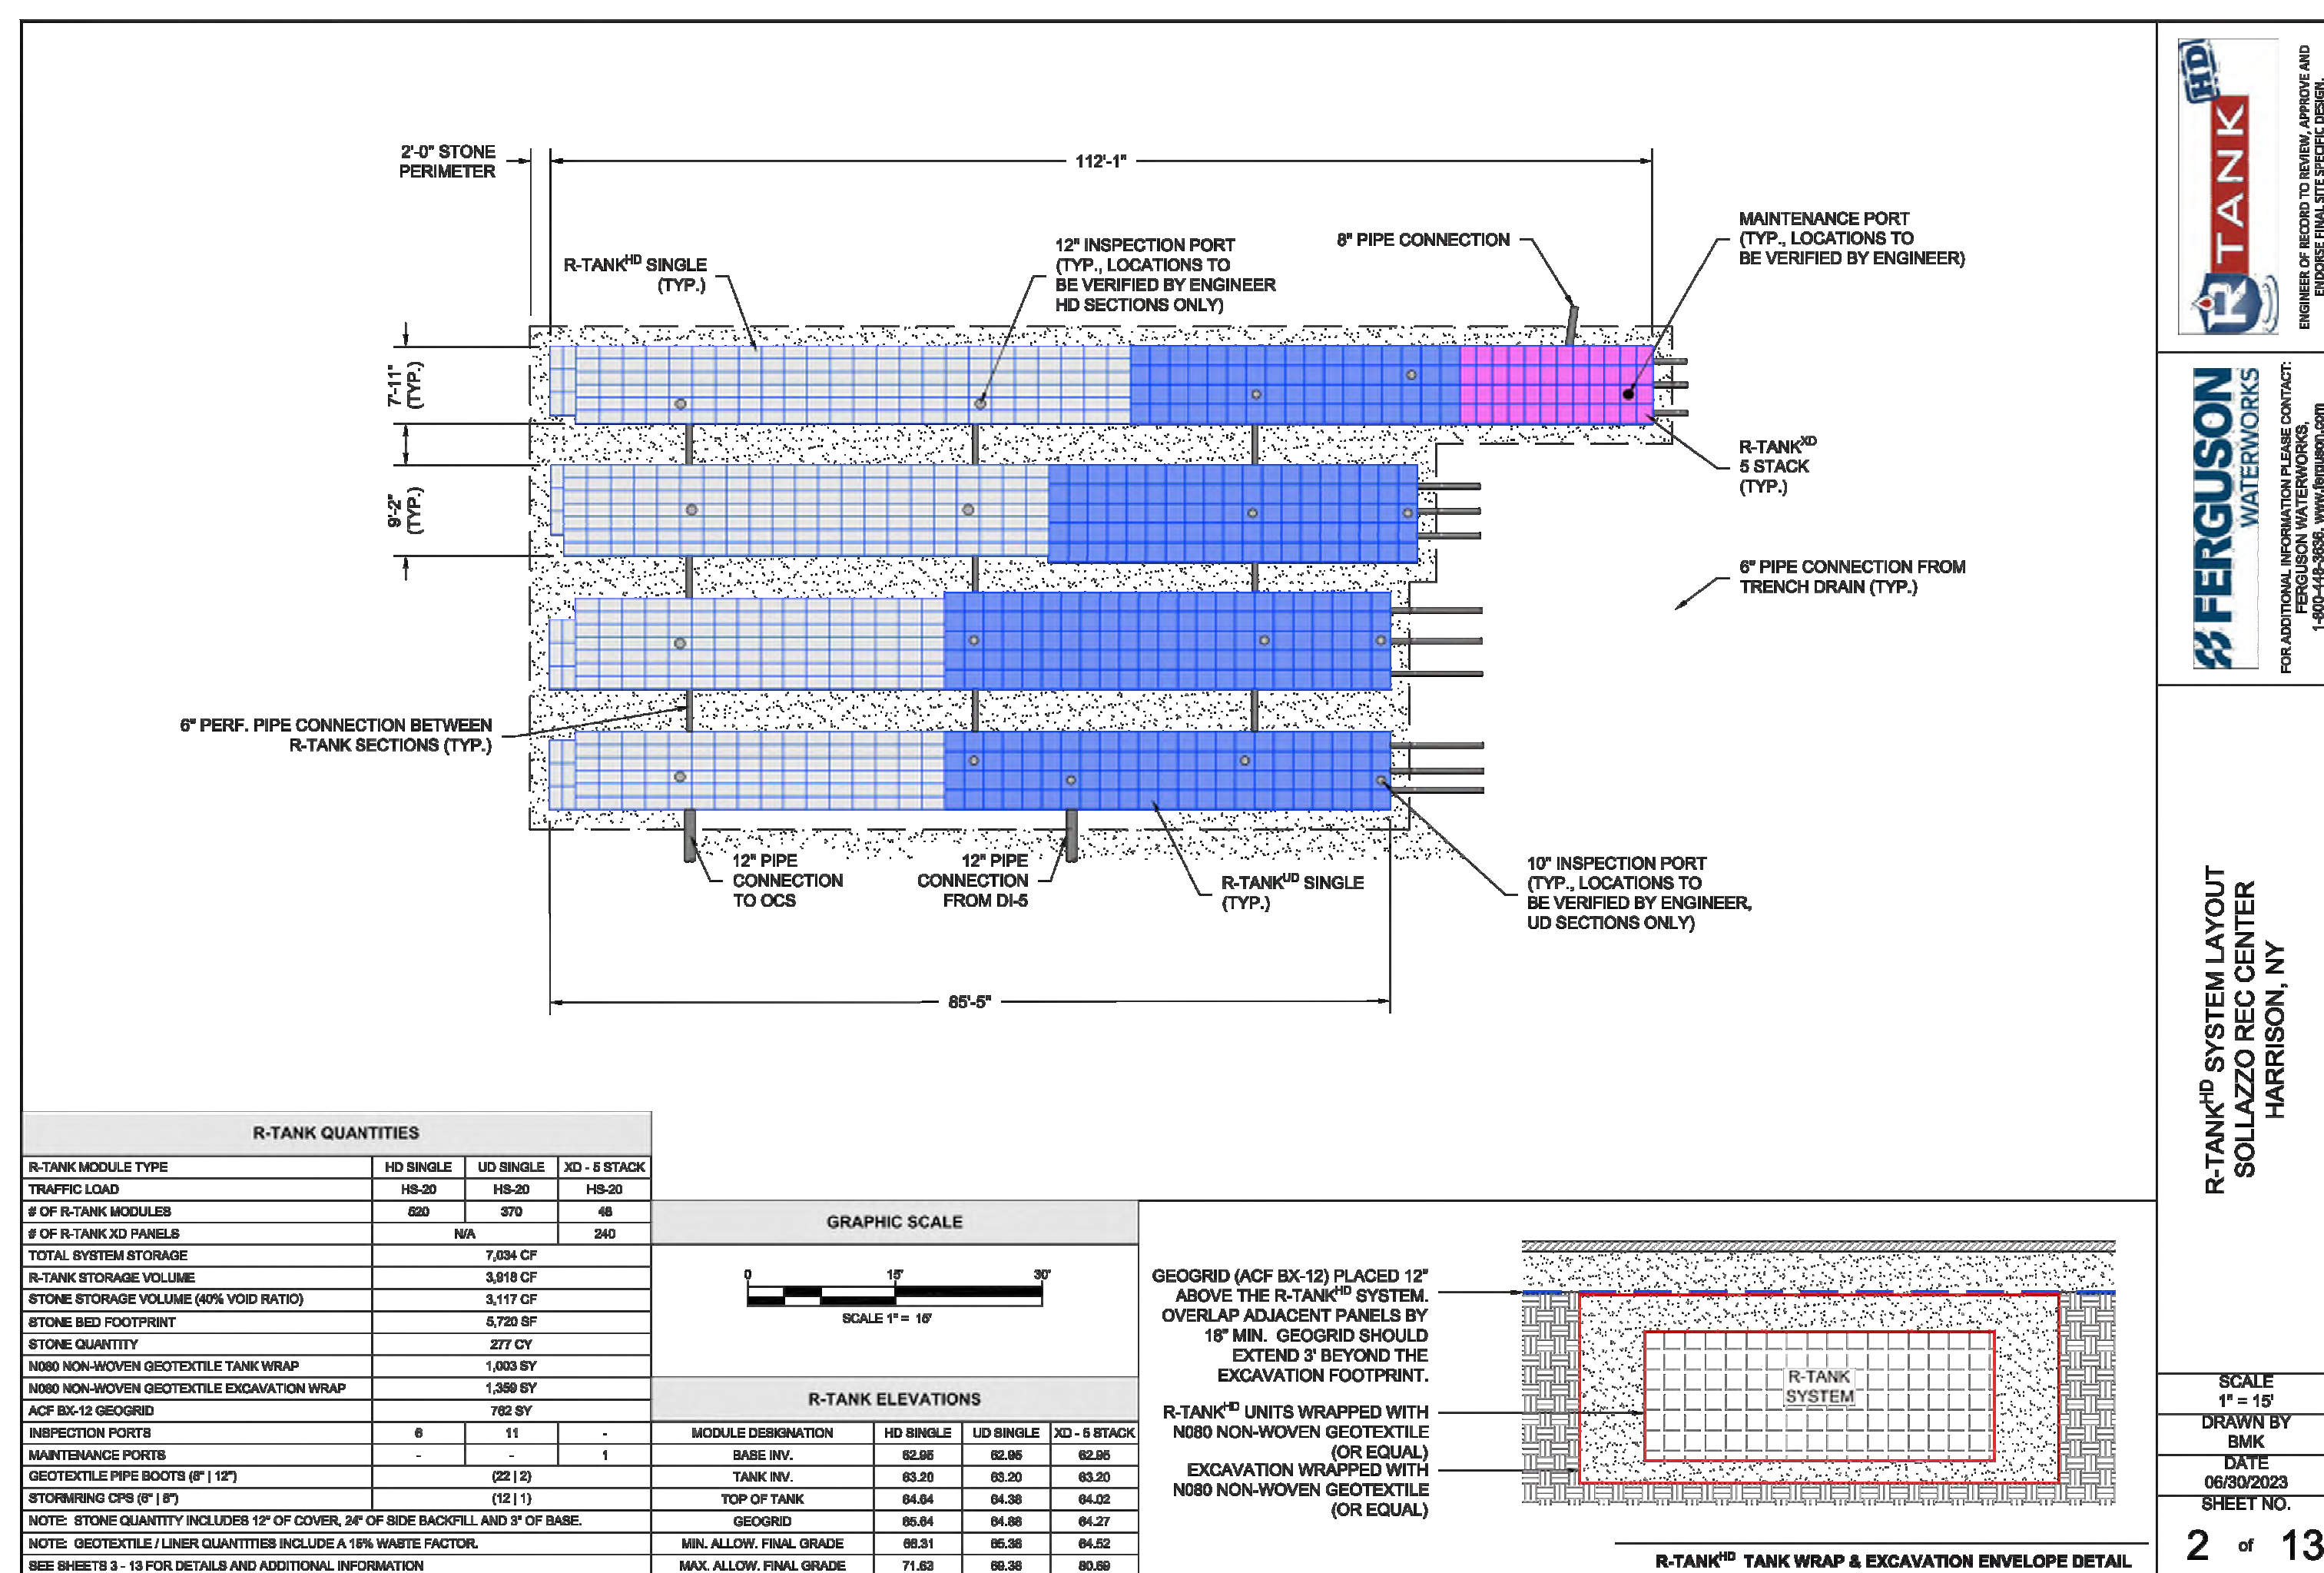 2'-0" STONE
PERIMETER
112'-1"
R-TANKHD SINGLE
(TYP.)
12" INSPECTION PORT
(TYP., LOCATIONS TO
BE VERIFIED BY ENGINEER
HD SECTIONS ONLY)
8" PIPE CONNECTION
MAINTENANCE PORT
(TYP., LOCATIONS TO
BE VERIFIED BY ENGINEER)
7'-11"
(TYP.)
9'-2"
(TYP.)
R-TANKXD
5 STACK
(TYP.)
6" PIPE CONNECTION FROM
TRENCH DRAIN (TYP.)
6" PERF. PIPE CONNECTION BETWEEN
R-TANK SECTIONS (TYP.)
12" PIPE
CONNECTION
TO OCS
12" PIPE
CONNECTION
FROM DI-5
R-TANKUD SINGLE
(TYP.)
10" INSPECTION PORT
(TYP., LOCATIONS TO
BE VERIFIED BY ENGINEER,
UD SECTIONS ONLY)
85'-5"
R-TANK QUANTITIES
R-TANK MODULE TYPE HD SINGLE UD SINGLE XD - 5 STACK
TRAFFIC LOAD HS-20 HS-20 HS-20
# OF R-TANK MODULES 520 370 48
# OF R-TANK XD PANELS N/A 240
TOTAL SYSTEM STORAGE 7,034 CF
R-TANK STORAGE VOLUME 3,918 CF
STONE STORAGE VOLUME (40% VOID RATIO) 3,117 CF
STONE BED FOOTPRINT 5,720 SF
STONE QUANTITY 277 CY
N080 NON-WOVEN GEOTEXTILE TANK WRAP 1,003 SY
N080 NON-WOVEN GEOTEXTILE EXCAVATION WRAP 1,359 SY
ACF BX-12 GEOGRID 762 SY
INSPECTION PORTS 6 11 -
MAINTENANCE PORTS - - 1
GEOTEXTILE PIPE BOOTS (8" | 12") (22 | 2)
STORMRING CPS (6" | 8") (12 | 1)
NOTE: STONE QUANTITY INCLUDES 12" OF COVER, 24" OF SIDE BACKFILL AND 3" OF BASE.
NOTE: GEOTEXTILE / LINER QUANTITIES INCLUDE A 15% WASTE FACTOR.
SEE SHEETS 3 - 13 FOR DETAILS AND ADDITIONAL INFORMATION
GRAPHIC SCALE
0 15' 30'
SCALE 1" = 15'
R-TANK ELEVATIONS
MODULE DESIGNATION HD SINGLE UD SINGLE XD - 5 STACK
BASE INV. 62.95 62.95 62.95
TANK INV. 63.20 63.20 63.20
TOP OF TANK 64.64 64.38 64.02
GEOGRID 65.64 64.88 64.27
MIN. ALLOW. FINAL GRADE 66.31 65.38 64.52
MAX. ALLOW. FINAL GRADE 71.63 69.38 80.69
GEOGRID (ACF BX-12) PLACED 12"
ABOVE THE R-TANKHD SYSTEM.
OVERLAP ADJACENT PANELS BY
18" MIN. GEOGRID SHOULD
EXTEND 3' BEYOND THE
EXCAVATION FOOTPRINT.
R-TANKHD UNITS WRAPPED WITH
N080 NON-WOVEN GEOTEXTILE
(OR EQUAL)
EXCAVATION WRAPPED WITH
N080 NON-WOVEN GEOTEXTILE
(OR EQUAL)
R-TANK
SYSTEM
R-TANKHD TANK WRAP & EXCAVATION ENVELOPE DETAIL
R TANK HD
ENGINEER OF RECORD TO REVIEW, APPROVE AND
ENDORSE FINAL SITE SPECIFIC DESIGN.
FERGUSON
WATERWORKS
FOR ADDITIONAL INFORMATION PLEASE CONTACT:
FERGUSON WATERWORKS,
1-800-448-3636, www.ferguson.com
R-TANKHD SYSTEM LAYOUT
SOLLAZZO REC CENTER
HARRISON, NY
SCALE
1" = 15'
DRAWN BY
BMK
DATE
06/30/2023
SHEET NO.
2 of 13